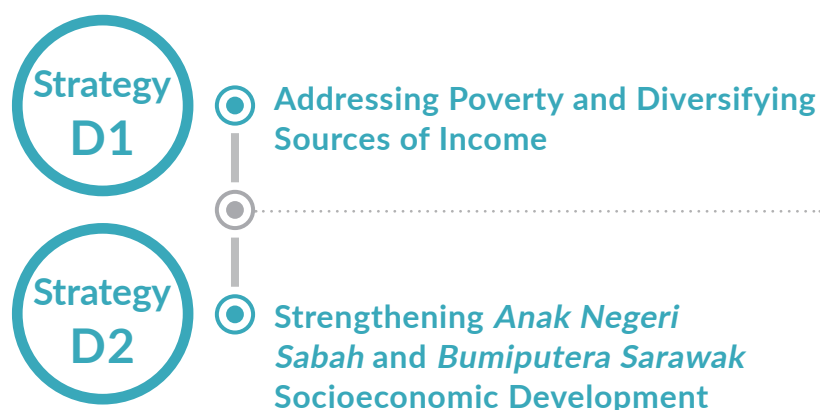 Strategy
D1
Addressing Poverty and Diversifying
Sources of Income
Strategy
D2
Strengthening Anak Negeri
Sabah and Bumiputera Sarawak
Socioeconomic Development